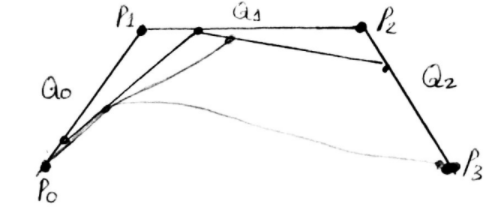 P₁ Q₁ P₂
Q₀ Q₂
P₀ P₃